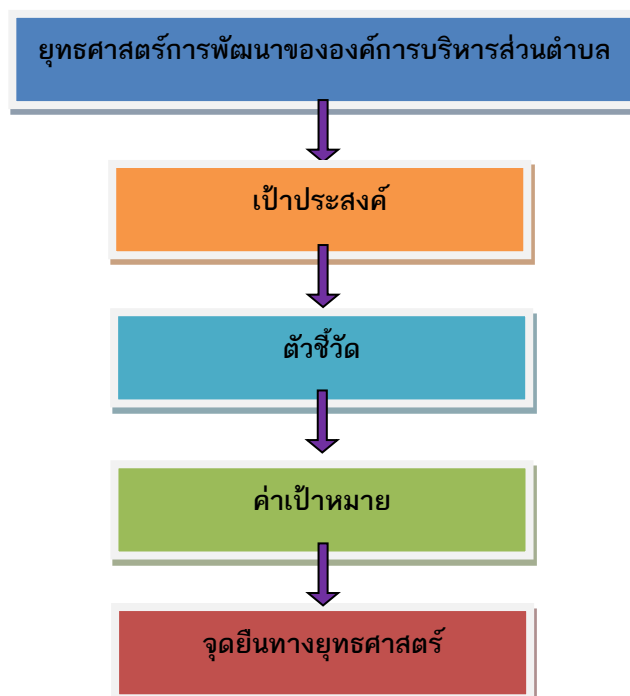 ยุทธศาสตร์การพัฒนาขององค์การบริหารส่วนตำบล
เป้าประสงค์
ตัวชี้วัด
ค่าเป้าหมาย
จุดยืนทางยุทธศาสตร์